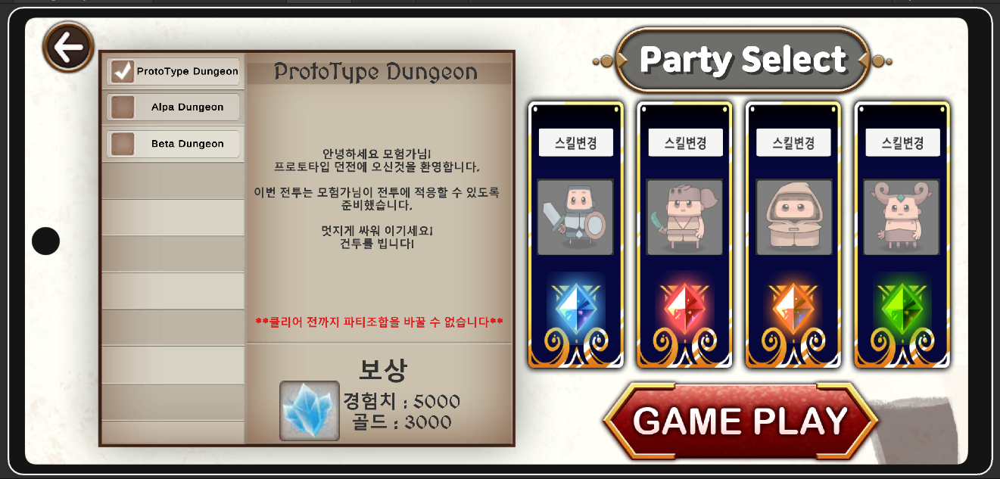 ProtoType Dungeon
Alpa Dungeon
Beta Dungeon
ProtoType Dungeon
안녕하세요 모험가님!
프로토타입 던전에 오신것을 환영합니다.
이번 전투는 모험가님이 전투에 적응할 수 있도록
준비했습니다.
멋지게 싸워 이기세요!
건투를 빕니다!
**클리어 전까지 파티조합을 바꿀 수 없습니다**
보상
경험치 : 5000
골드 : 3000
Party Select
스킬변경
스킬변경
스킬변경
스킬변경
GAME PLAY